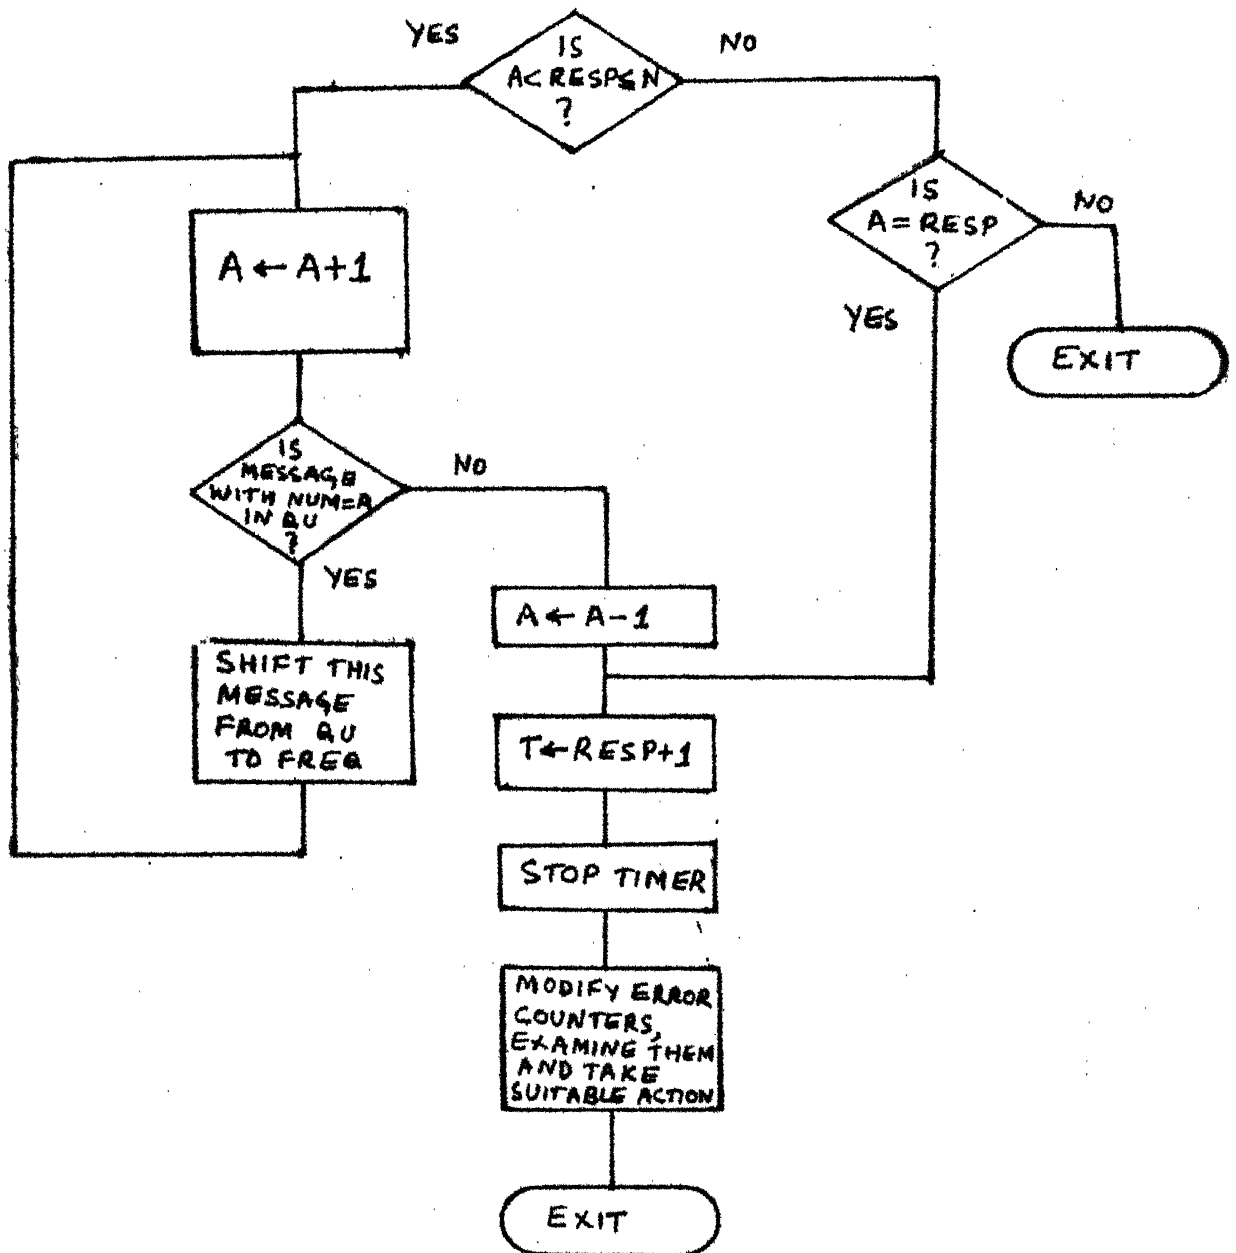 YES
IS
A< RESP≤N
?
NO
IS
A = RESP
?
NO
YES
EXIT
A ← A+1
IS
MESSAGE
WITH NUM=A
IN QU
?
NO
YES
SHIFT THIS
MESSAGE
FROM QU
TO FREQ
A ← A-1
T←RESP+1
STOP TIMER
MODIFY ERROR
COUNTERS,
EXAMING THEM
AND TAKE
SUITABLE ACTION
EXIT